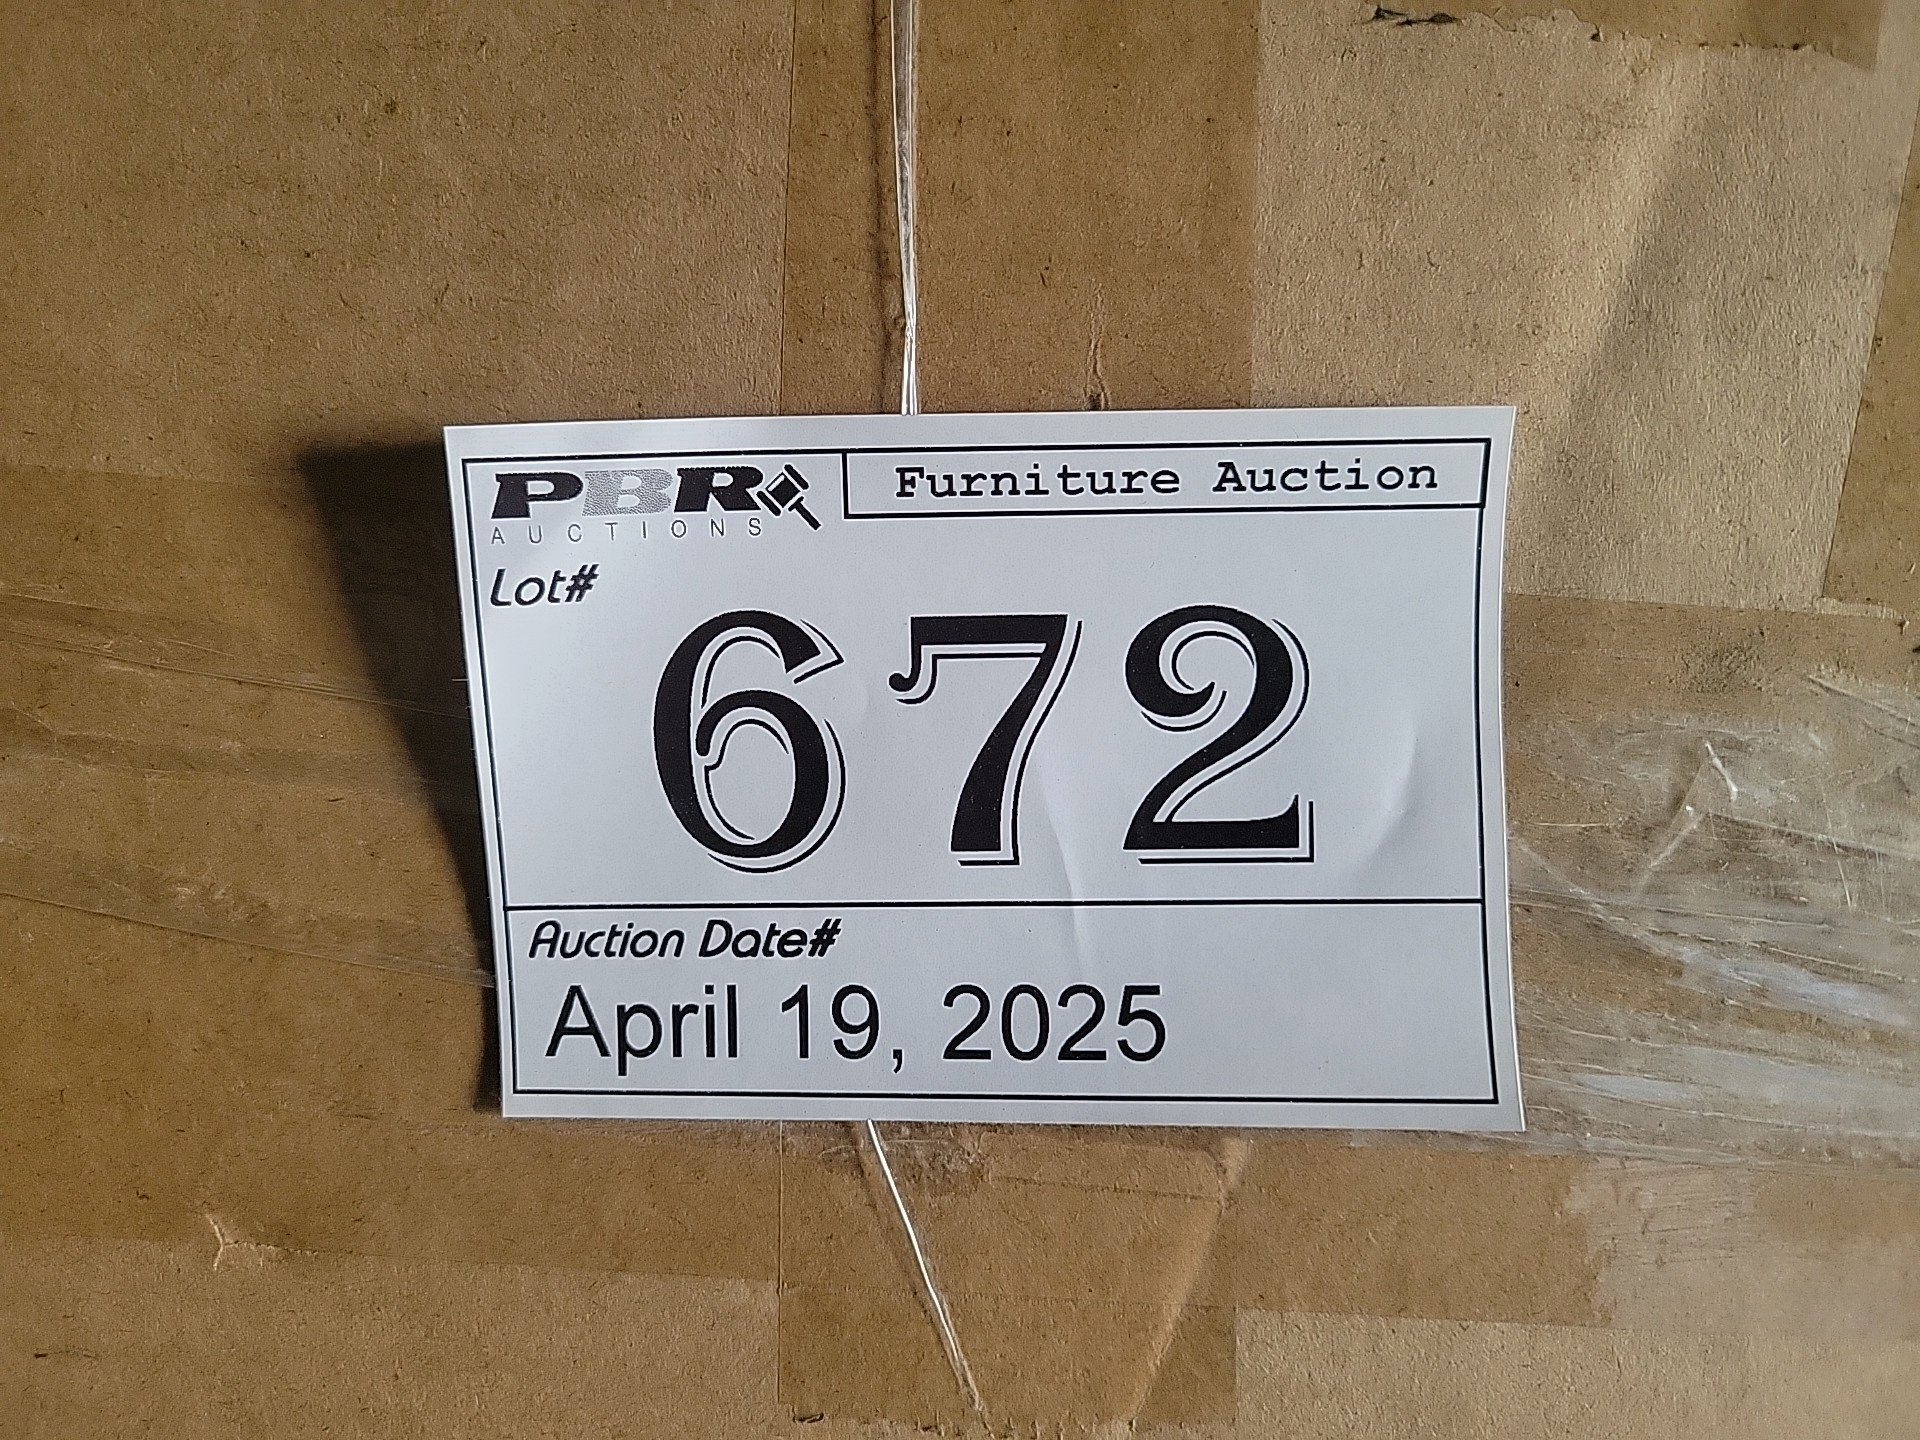 PBR
AUCTIONS
Furniture Auction
Lot#
672
Auction Date#
April 19, 2025